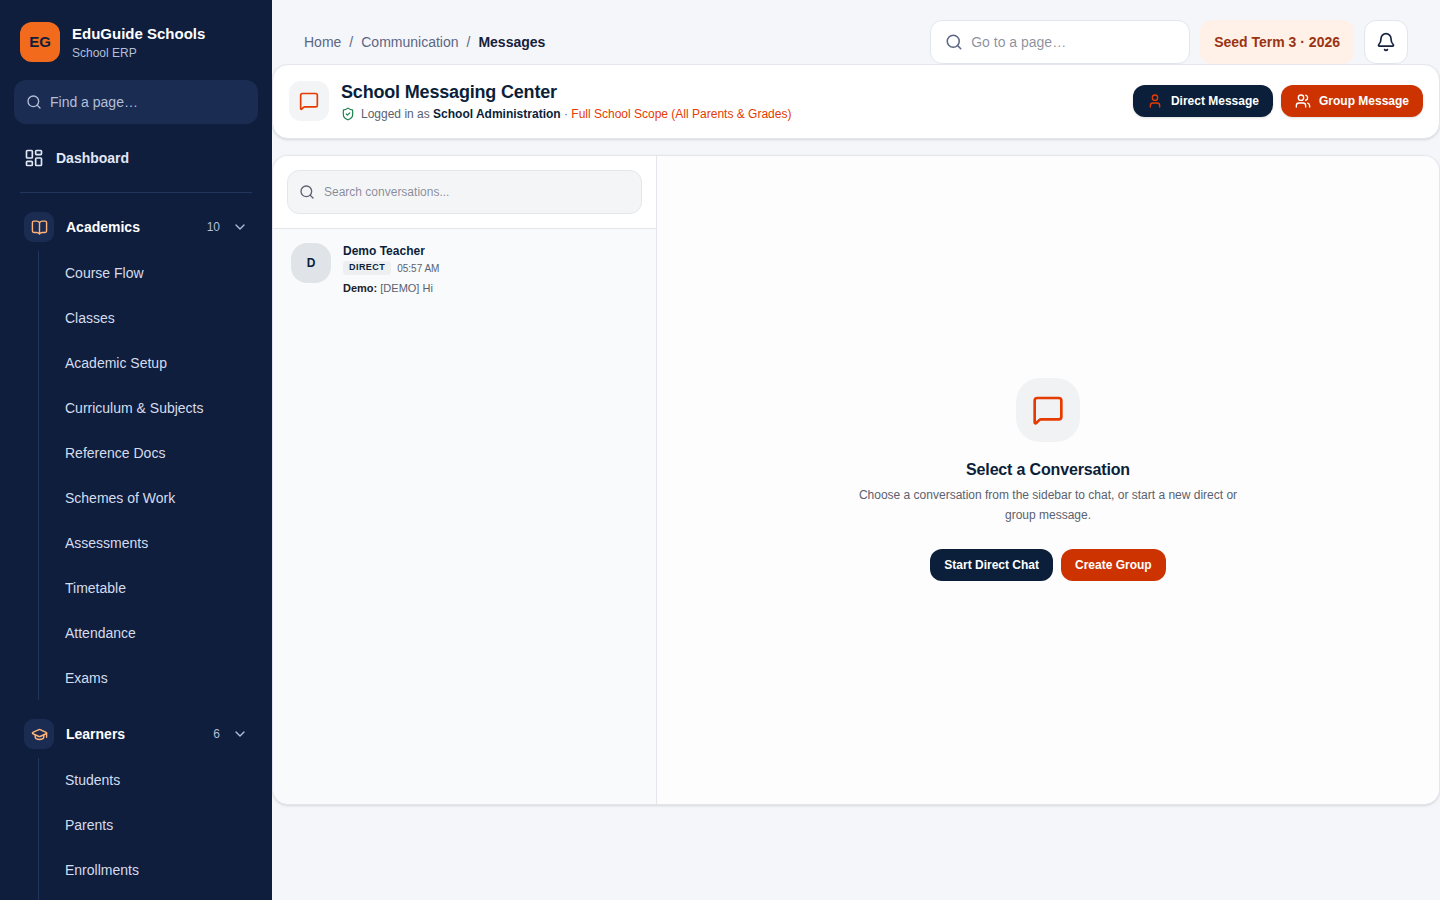 EG
EduGuide Schools
School ERP
Find a page…
Dashboard
Academics 10
Course Flow
Classes
Academic Setup
Curriculum & Subjects
Reference Docs
Schemes of Work
Assessments
Timetable
Attendance
Exams
Learners 6
Students
Parents
Enrollments
Home / Communication / Messages
Go to a page…
Seed Term 3 · 2026
School Messaging Center
Logged in as School Administration · Full School Scope (All Parents & Grades)
Direct Message
Group Message
Search conversations...
D
Demo Teacher
DIRECT 05:57 AM
Demo: [DEMO] Hi
Select a Conversation
Choose a conversation from the sidebar to chat, or start a new direct or
group message.
Start Direct Chat
Create Group